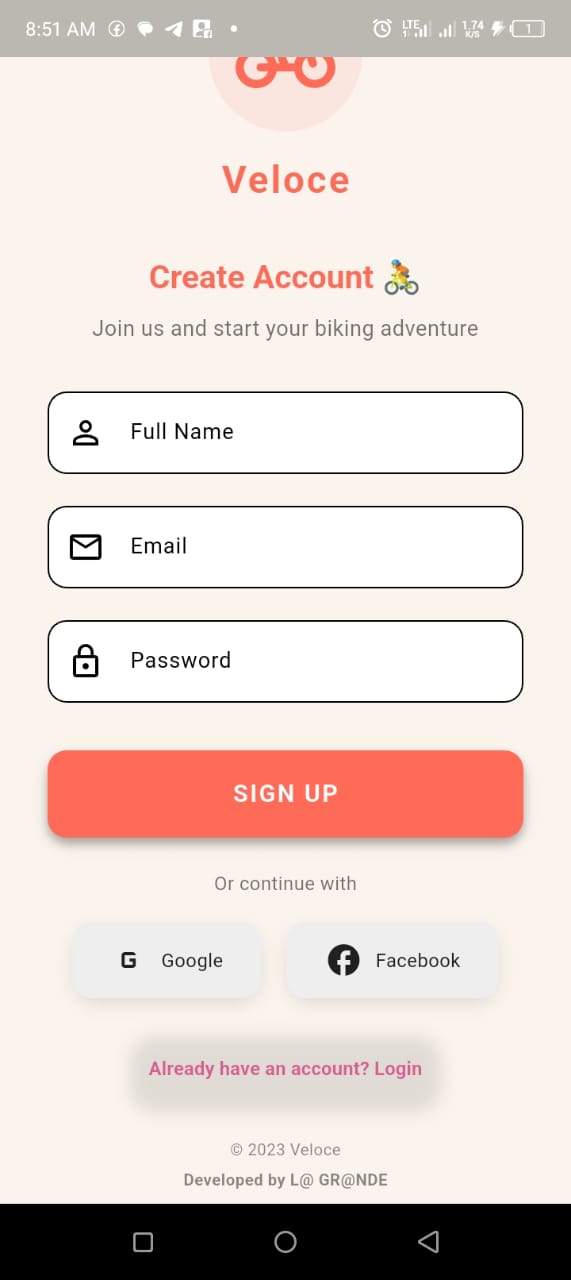 8:51 AM
LTE
1.74
K/S
1
Veloce
Create Account 🚴
Join us and start your biking adventure
Full Name
Email
Password
SIGN UP
Or continue with
G Google
Facebook
Already have an account? Login
© 2023 Veloce
Developed by L@ GR@NDE